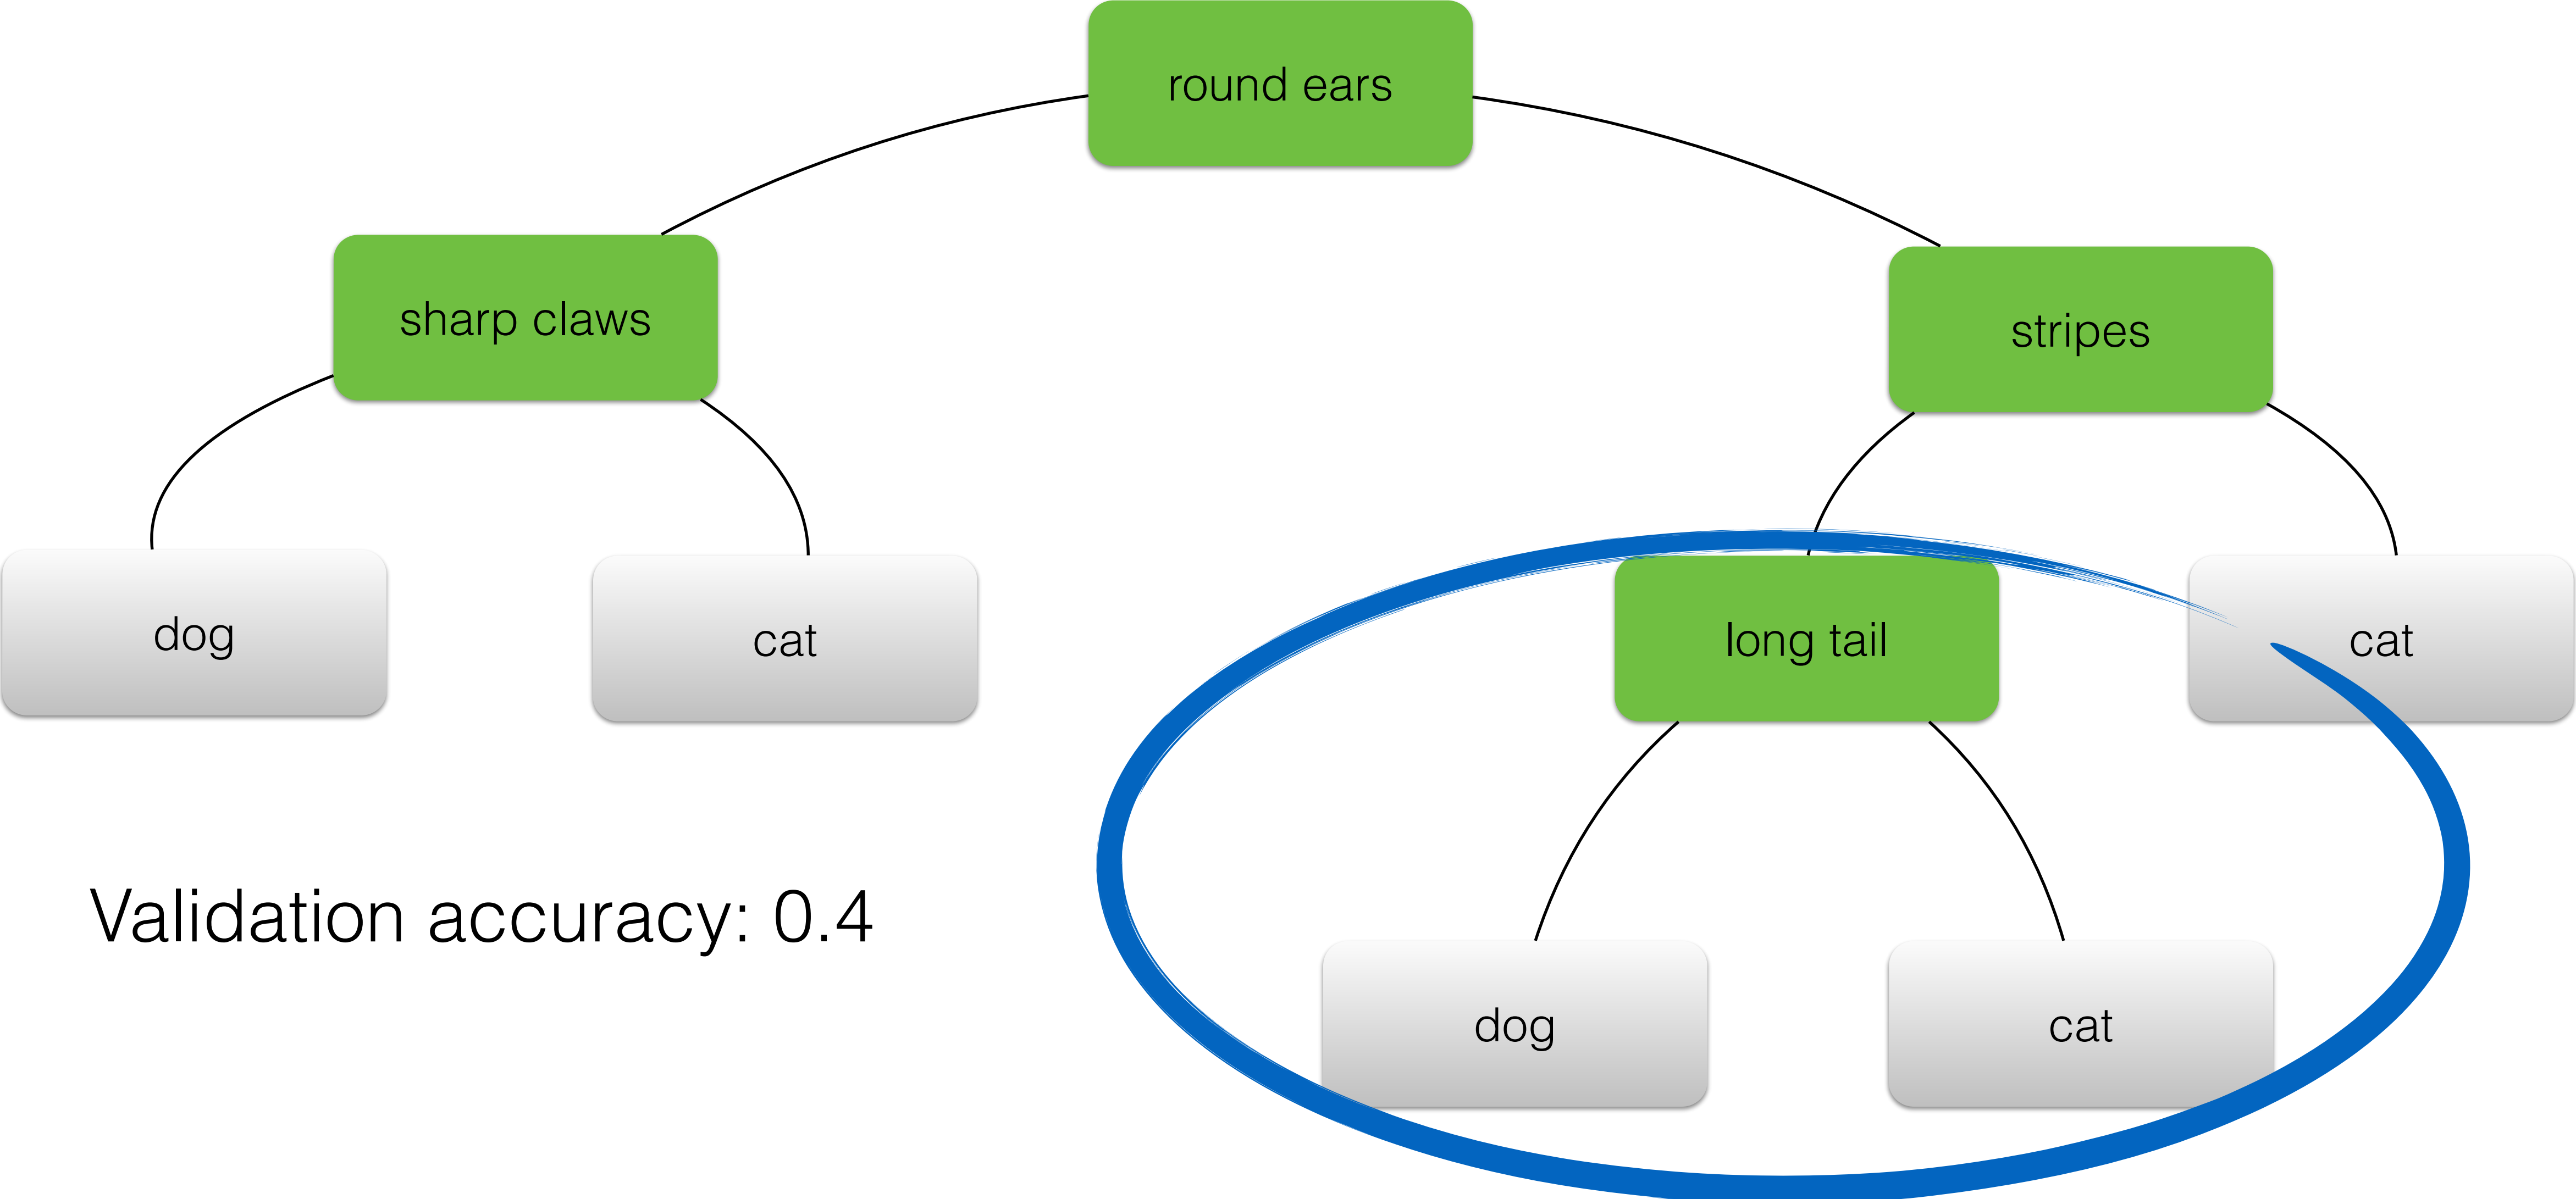 round ears
sharp claws
stripes
dog
cat
long tail
cat
Validation accuracy: 0.4
dog
cat